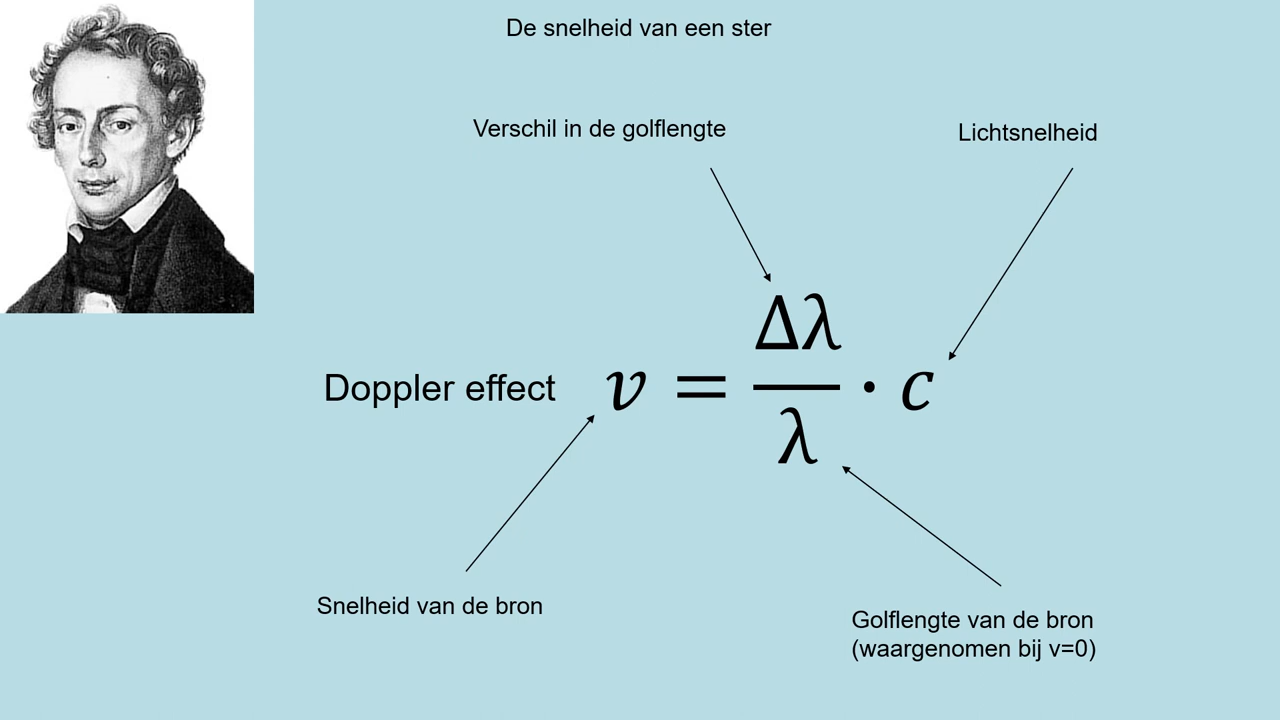 De snelheid van een ster
Verschil in de golflengte
Lichtsnelheid
Doppler effect v = Δλ/λ · c
Snelheid van de bron
Golflengte van de bron
(waargenomen bij v=0)